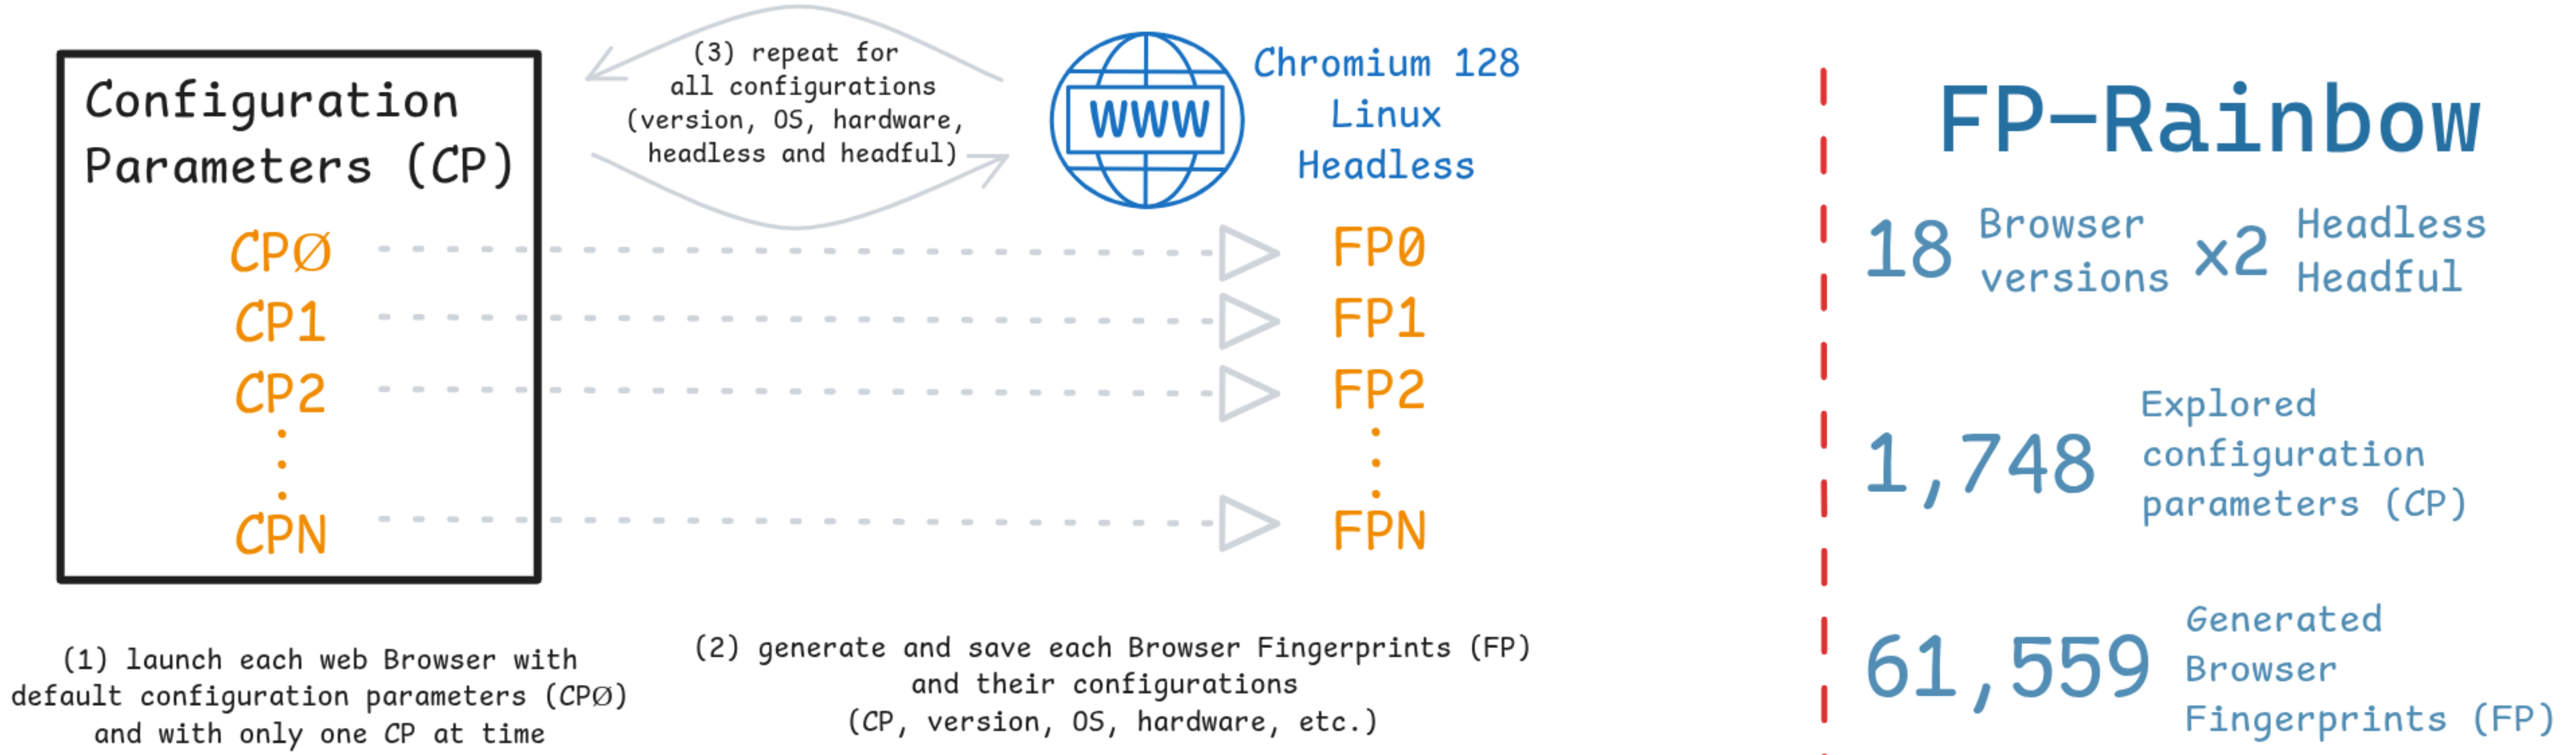 Configuration
Parameters (CP)
CPØ
CP1
CP2
CPN
(3) repeat for
all configurations
(version, OS, hardware,
headless and headful)
WWW
Chromium 128
Linux
Headless
FP0
FP1
FP2
FPN
(1) launch each web Browser with
default configuration parameters (CPØ)
and with only one CP at time
(2) generate and save each Browser Fingerprints (FP)
and their configurations
(CP, version, OS, hardware, etc.)
FP-Rainbow
18 Browser versions x2 Headless Headful
1,748 Explored
configuration
parameters (CP)
61,559 Generated
Browser
Fingerprints (FP)